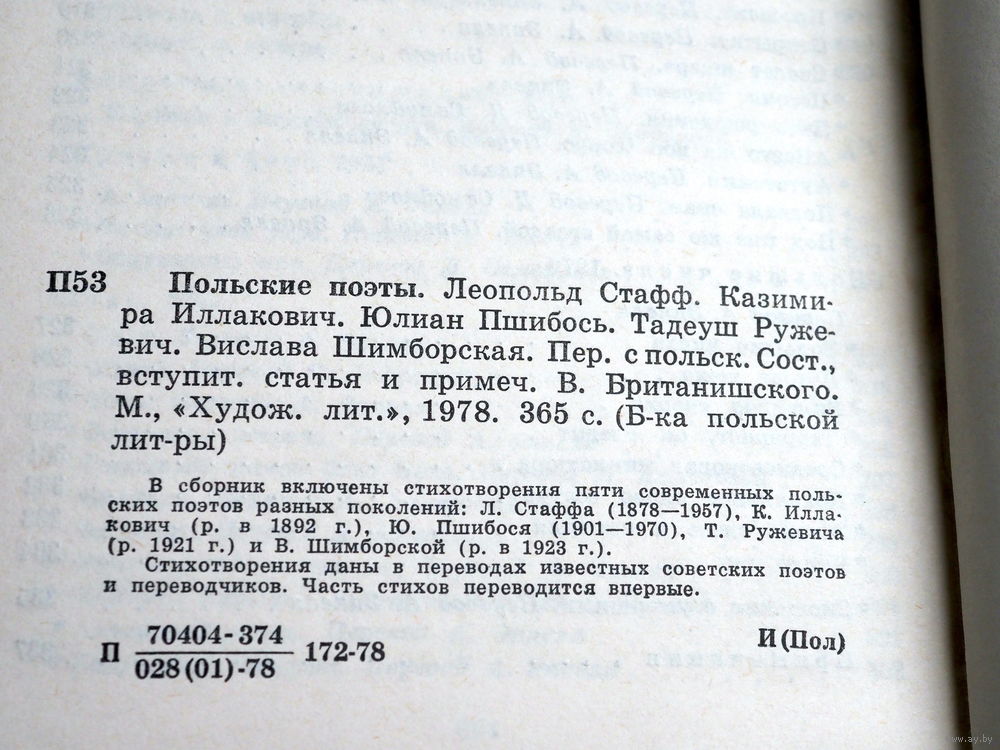 П53 Польские поэты. Леопольд Стафф. Казими-
ра Иллакович. Юлиан Пшибось. Тадеуш Руже-
вич. Вислава Шимборская. Пер. с польск. Сост.,
вступит. статья и примеч. В. Британишского.
М., «Худож. лит.», 1978. 365 с. (Б-ка польской
лит-ры)
В сборник включены стихотворения пяти современных поль-
ских поэтов разных поколений: Л. Стаффа (1878—1957), К. Илла-
кович (р. в 1892 г.), Ю. Пшибося (1901—1970), Т. Ружевича
(р. 1921 г.) и В. Шимборской (р. в 1923 г.).
Стихотворения даны в переводах известных советских поэтов
и переводчиков. Часть стихов переводится впервые.
П 70404-374 172-78
028(01)-78
И(Пол)
www.ay.by